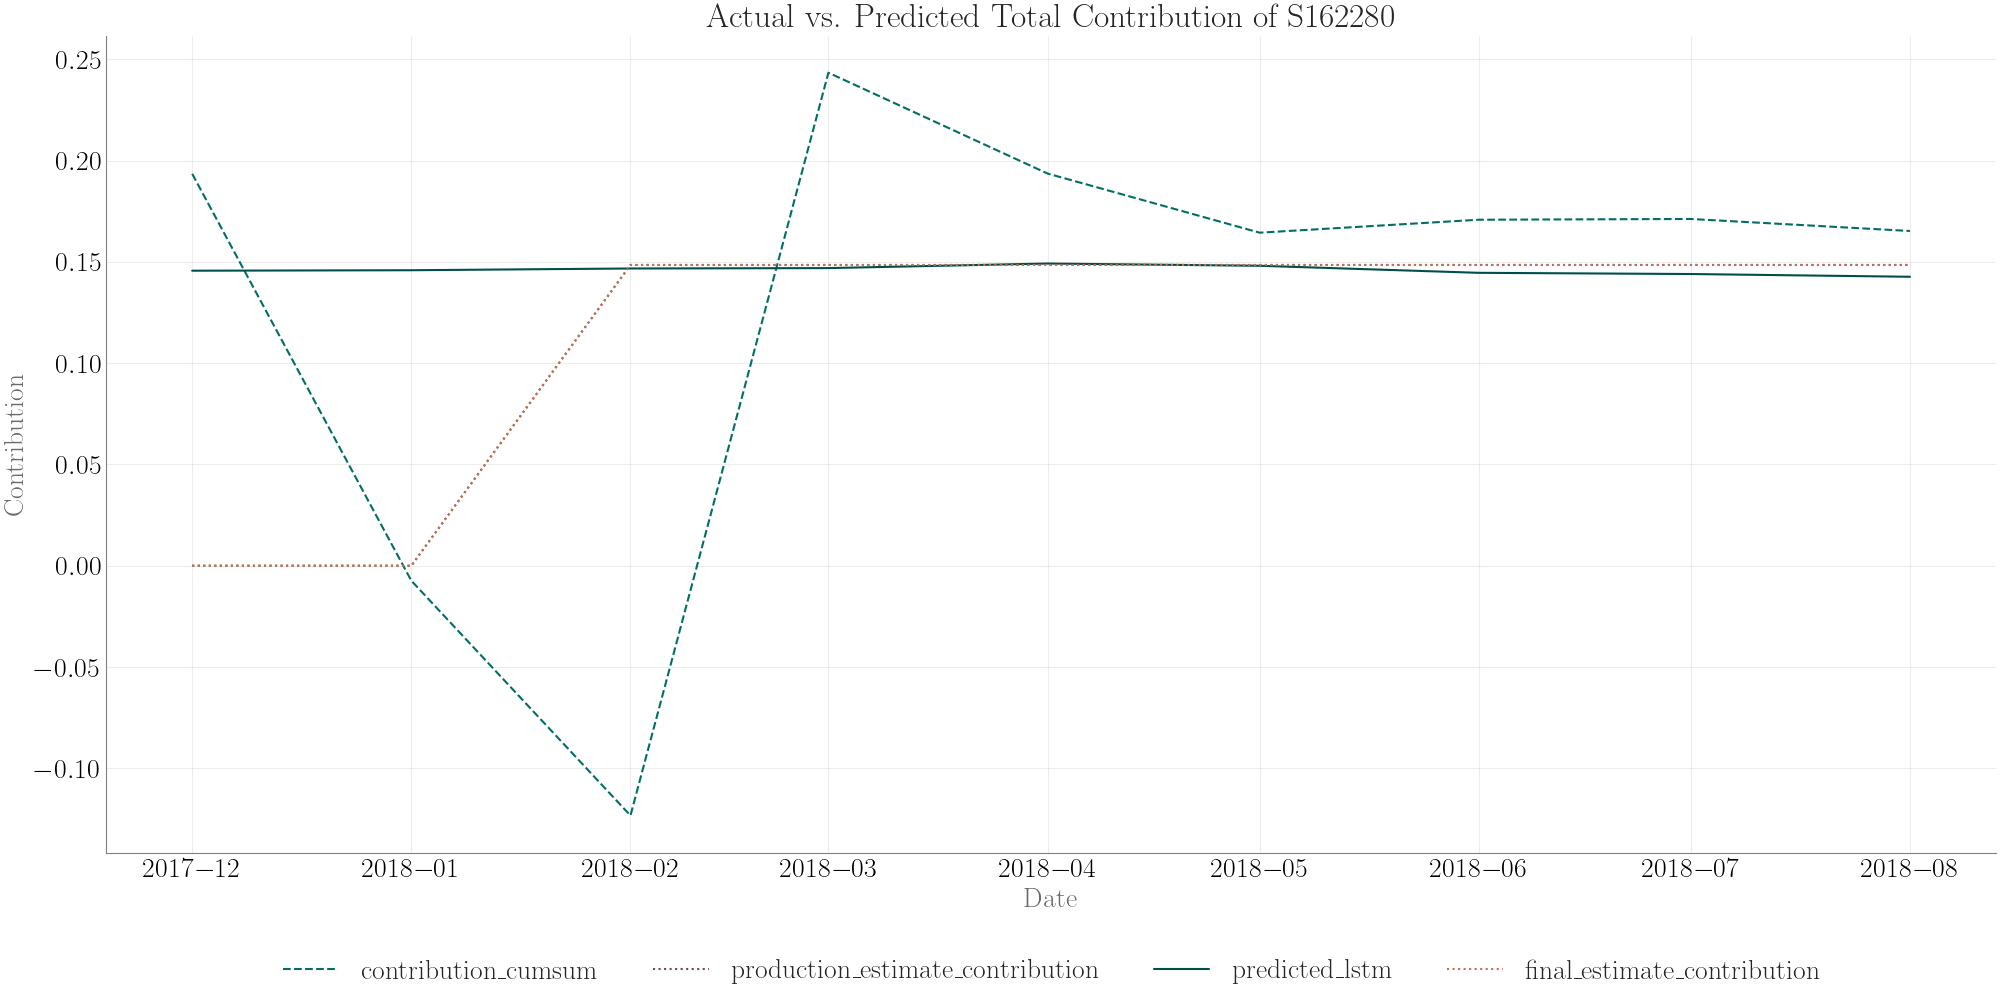 Actual vs. Predicted Total Contribution of S162280
0.25
0.20
0.15
0.10
0.05
0.00
−0.05
−0.10
Contribution
2017−12 2018−01 2018−02 2018−03 2018−04 2018−05 2018−06 2018−07 2018−08
Date
contribution_cumsum production_estimate_contribution predicted_lstm final_estimate_contribution